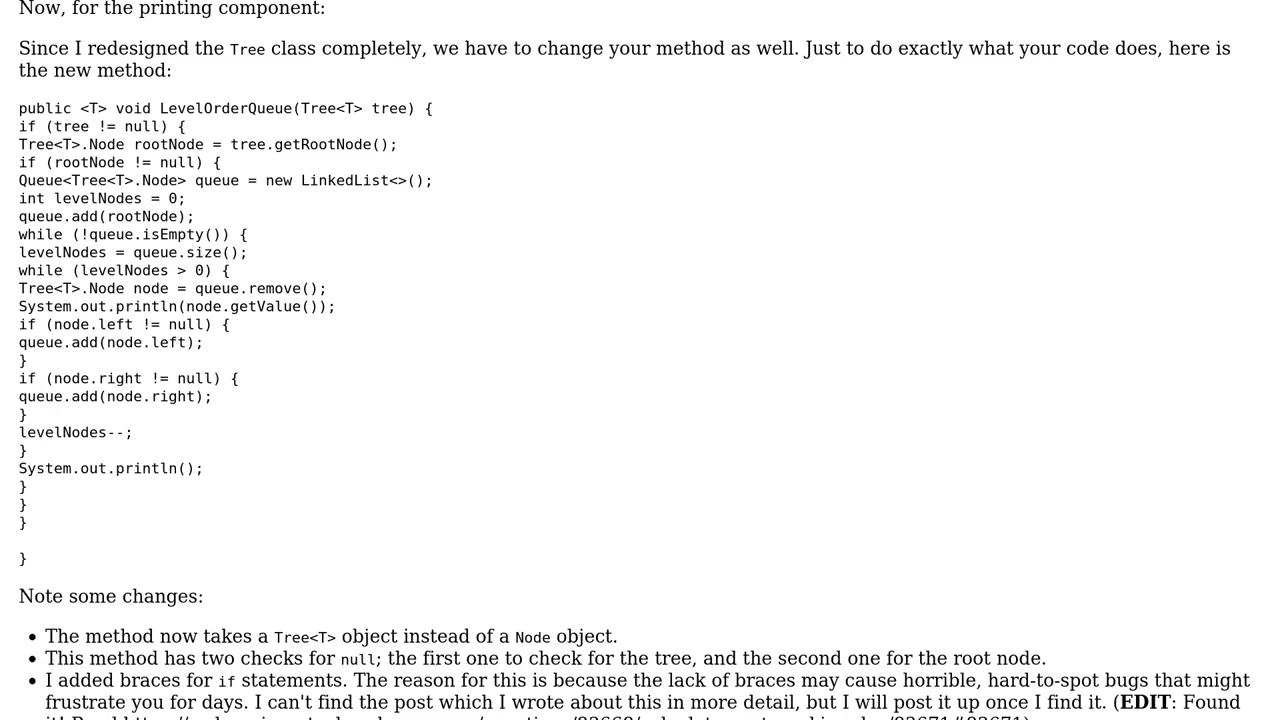 Now, for the printing component:
Since I redesigned the Tree class completely, we have to change your method as well. Just to do exactly what your code does, here is
the new method:
public <T> void LevelOrderQueue(Tree<T> tree) {
if (tree != null) {
Tree<T>.Node rootNode = tree.getRootNode();
if (rootNode != null) {
Queue<Tree<T>.Node> queue = new LinkedList<>();
int levelNodes = 0;
queue.add(rootNode);
while (!queue.isEmpty()) {
levelNodes = queue.size();
while (levelNodes > 0) {
Tree<T>.Node node = queue.remove();
System.out.println(node.getValue());
if (node.left != null) {
queue.add(node.left);
}
if (node.right != null) {
queue.add(node.right);
}
levelNodes--;
}
System.out.println();
}
}
}
}
Note some changes:
• The method now takes a Tree<T> object instead of a Node object.
• This method has two checks for null; the first one to check for the tree, and the second one for the root node.
• I added braces for if statements. The reason for this is because the lack of braces may cause horrible, hard-to-spot bugs that might
frustrate you for days. I can't find the post which I wrote about this in more detail, but I will post it up once I find it. (EDIT: Found